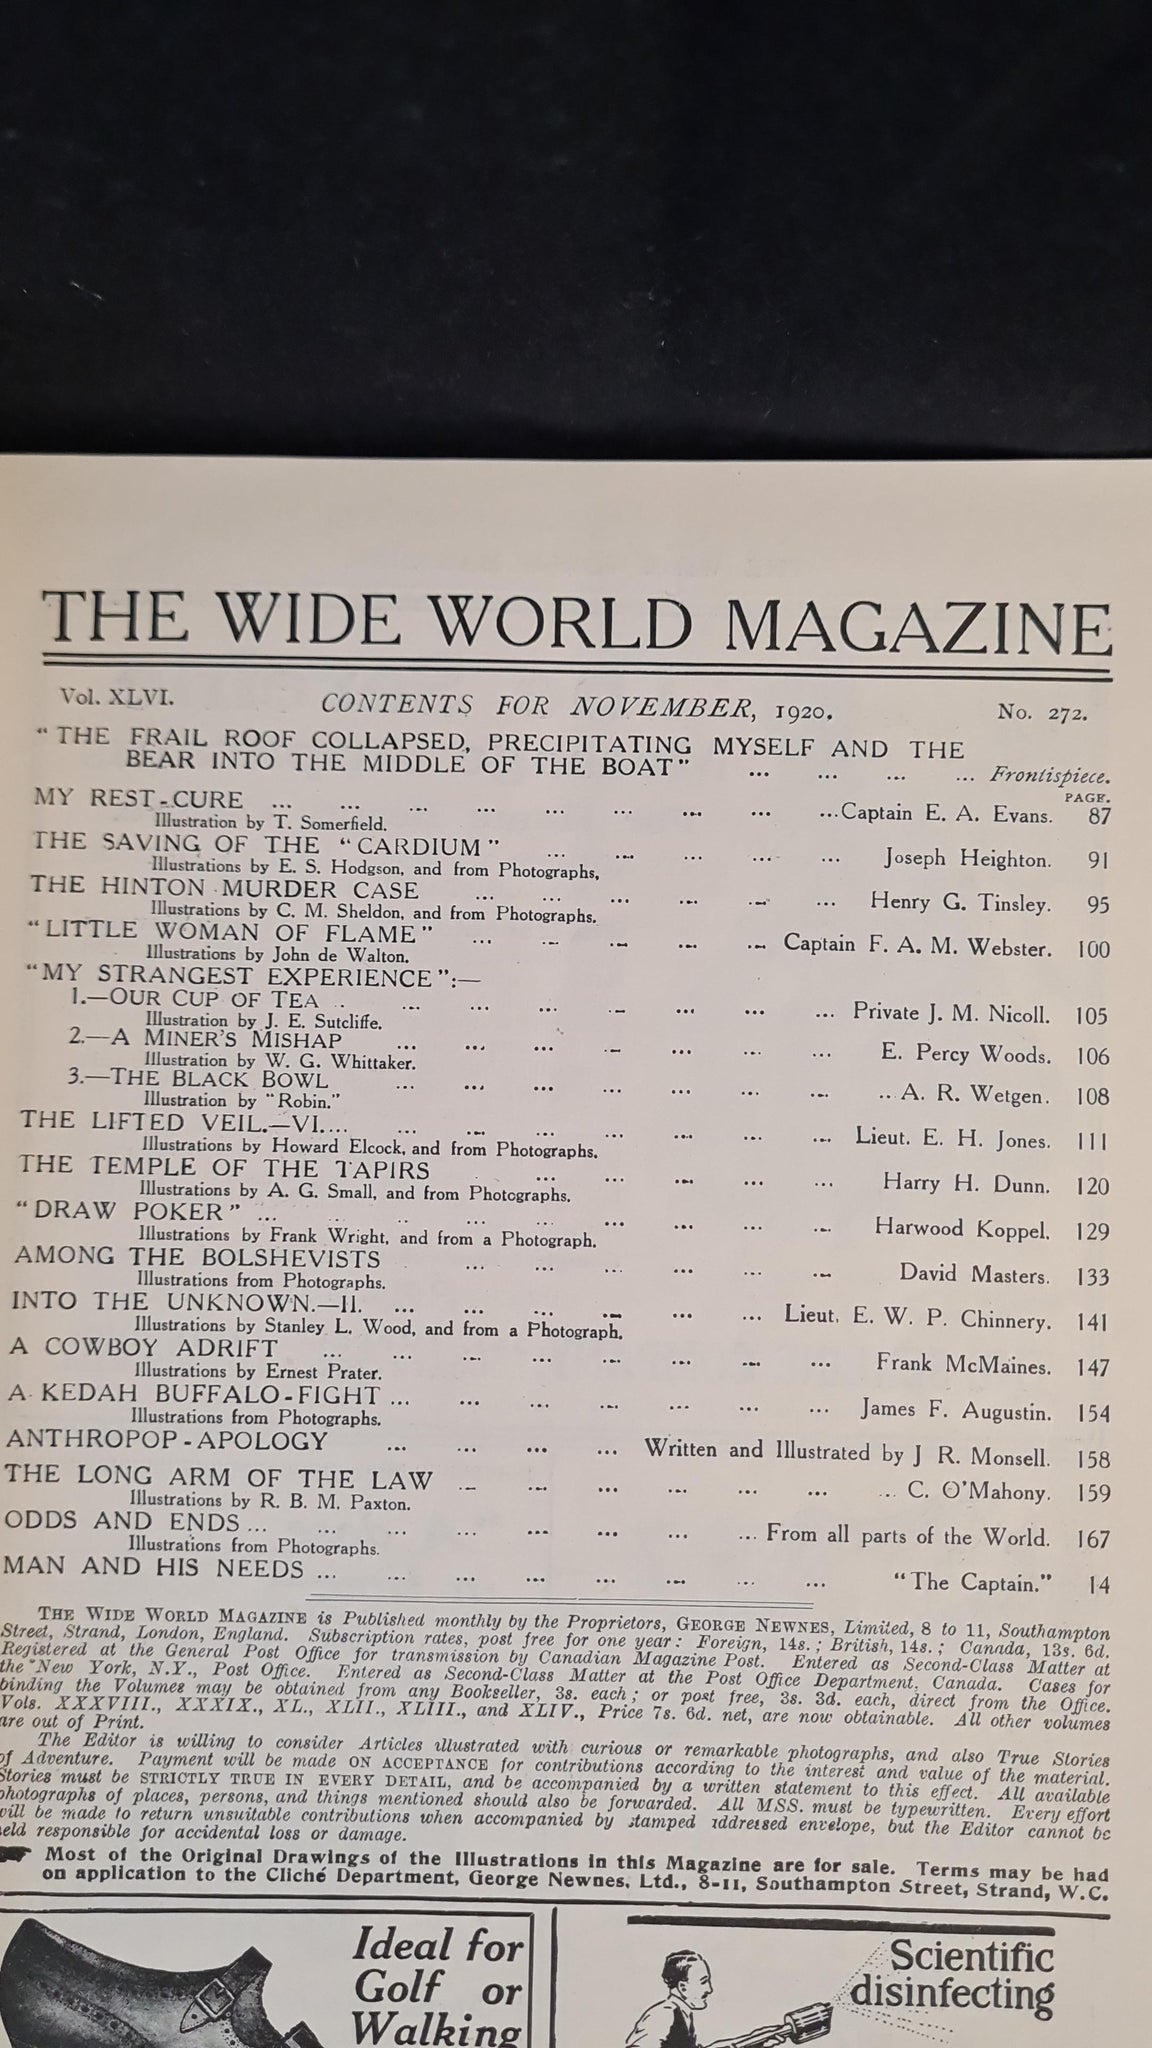 THE WIDE WORLD MAGAZINE
Vol. XLVI. CONTENTS FOR NOVEMBER, 1920. No. 272.
"THE FRAIL ROOF COLLAPSED, PRECIPITATING MYSELF AND THE
BEAR INTO THE MIDDLE OF THE BOAT" ... ... ... ... Frontispiece.
PAGE.
MY REST-CURE ... ... ... ... ... ... ... ... ... Captain E. A. Evans. 87
Illustration by T. Somerfield.
THE SAVING OF THE "CARDIUM" ... ... ... ... ... Joseph Heighton. 91
Illustrations by E. S. Hodgson, and from Photographs,
THE HINTON MURDER CASE ... ... ... ... ... ... Henry G. Tinsley. 95
Illustrations by C. M. Sheldon, and from Photographs.
"LITTLE WOMAN OF FLAME" ... ... ... ... ... Captain F. A. M. Webster. 100
Illustrations by John de Walton.
"MY STRANGEST EXPERIENCE":—
1.—OUR CUP OF TEA .. ... ... ... ... ... ... ... Private J. M. Nicoll. 105
Illustration by J. E. Sutcliffe.
2.—A MINER'S MISHAP ... ... ... ... ... ... ... E. Percy Woods. 106
Illustration by W. G. Whittaker.
3.—THE BLACK BOWL ... ... ... ... ... ... ... .. A. R. Wetgen. 108
Illustration by "Robin."
THE LIFTED VEIL.—VI.... ... ... ... ... ... ... ... Lieut. E. H. Jones. 111
Illustrations by Howard Elcock, and from Photographs.
THE TEMPLE OF THE TAPIRS ... ... ... ... ... Harry H. Dunn. 120
Illustrations by A. G. Small, and from Photographs.
"DRAW POKER" ... ... .. ... ... ... ... ... ... Harwood Koppel. 129
Illustrations by Frank Wright, and from a Photograph.
AMONG THE BOLSHEVISTS ... ... ... ... ... ... David Masters. 133
Illustrations from Photographs.
INTO THE UNKNOWN.—II. ... ... ... ... ... ... Lieut. E. W. P. Chinnery. 141
Illustrations by Stanley L. Wood, and from a Photograph.
A COWBOY ADRIFT ... ... ... ... ... ... ... ... Frank McMaines. 147
Illustrations by Ernest Prater.
A KEDAH BUFFALO-FIGHT ... ... ... ... ... ... ... James F. Augustin. 154
Illustrations from Photographs.
ANTHROPOP-APOLOGY ... ... ... ... Written and Illustrated by J R. Monsell. 158
THE LONG ARM OF THE LAW ... ... ... ... ... ... ... C. O'Mahony. 159
Illustrations by R. B. M. Paxton.
ODDS AND ENDS ... ... ... ... ... ... ... ... From all parts of the World. 167
Illustrations from Photographs.
MAN AND HIS NEEDS ... ... ... ... ... ... ... ... "The Captain." 14
THE WIDE WORLD MAGAZINE is Published monthly by the Proprietors, GEORGE NEWNES, Limited, 8 to 11, Southampton
Street, Strand, London, England. Subscription rates, post free for one year: Foreign, 14s.; British, 14s.; Canada, 13s. 6d.
Registered at the General Post Office for transmission by Canadian Magazine Post. Entered as Second-Class Matter at
the New York, N.Y., Post Office. Entered as Second-Class Matter at the Post Office Department, Canada. Cases for
binding the Volumes may be obtained from any Bookseller, 3s. each; or post free, 3s. 3d. each, direct from the Office.
Vols. XXXVIII., XXXIX., XL., XLII., XLIII., and XLIV., Price 7s. 6d. net, are now obtainable. All other volumes
are out of Print.
The Editor is willing to consider Articles illustrated with curious or remarkable photographs, and also True Stories
of Adventure. Payment will be made ON ACCEPTANCE for contributions according to the interest and value of the material.
Stories must be STRICTLY TRUE IN EVERY DETAIL, and be accompanied by a written statement to this effect. All available
photographs of places, persons, and things mentioned should also be forwarded. All MSS. must be typewritten. Every effort
will be made to return unsuitable contributions when accompanied by stamped addressed envelope, but the Editor cannot be
held responsible for accidental loss or damage.
Most of the Original Drawings of the Illustrations in this Magazine are for sale. Terms may be had
on application to the Cliché Department, George Newnes, Ltd., 8-11, Southampton Street, Strand, W.C.
Ideal for
Golf or
Walking
Scientific
disinfecting